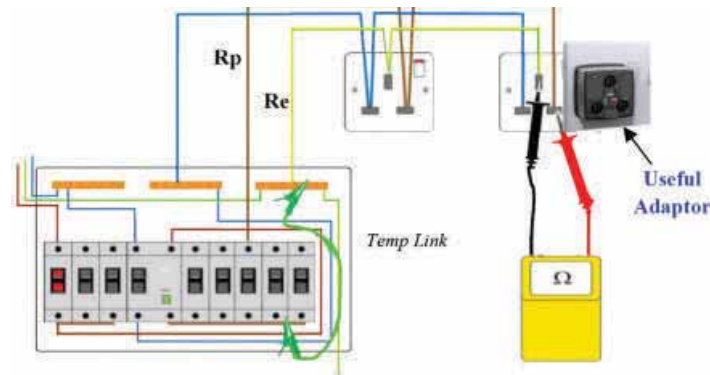 Rp
Re
Temp Link
Useful
Adaptor
Ω